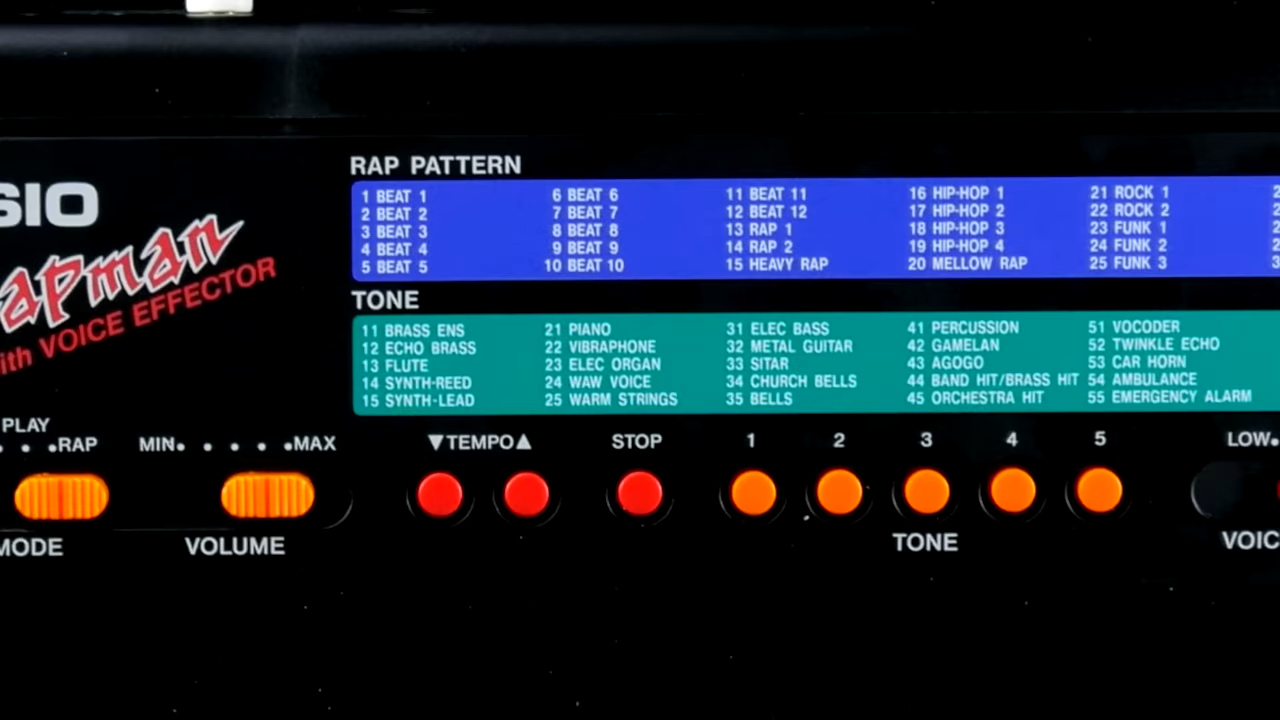 SIO
apman
ith VOICE EFFECTOR
RAP PATTERN
1 BEAT 1 6 BEAT 6 11 BEAT 11 16 HIP-HOP 1 21 ROCK 1 2
2 BEAT 2 7 BEAT 7 12 BEAT 12 17 HIP-HOP 2 22 ROCK 2 2
3 BEAT 3 8 BEAT 8 13 RAP 1 18 HIP-HOP 3 23 FUNK 1 2
4 BEAT 4 9 BEAT 9 14 RAP 2 19 HIP-HOP 4 24 FUNK 2 2
5 BEAT 5 10 BEAT 10 15 HEAVY RAP 20 MELLOW RAP 25 FUNK 3 3
TONE
11 BRASS ENS 21 PIANO 31 ELEC BASS 41 PERCUSSION 51 VOCODER
12 ECHO BRASS 22 VIBRAPHONE 32 METAL GUITAR 42 GAMELAN 52 TWINKLE ECHO
13 FLUTE 23 ELEC ORGAN 33 SITAR 43 AGOGO 53 CAR HORN
14 SYNTH-REED 24 WAW VOICE 34 CHURCH BELLS 44 BAND HIT/BRASS HIT 54 AMBULANCE
15 SYNTH-LEAD 25 WARM STRINGS 35 BELLS 45 ORCHESTRA HIT 55 EMERGENCY ALARM
PLAY
RAP MIN MAX ▼TEMPO▲ STOP 1 2 3 4 5 LOW
MODE VOLUME TONE VOIC